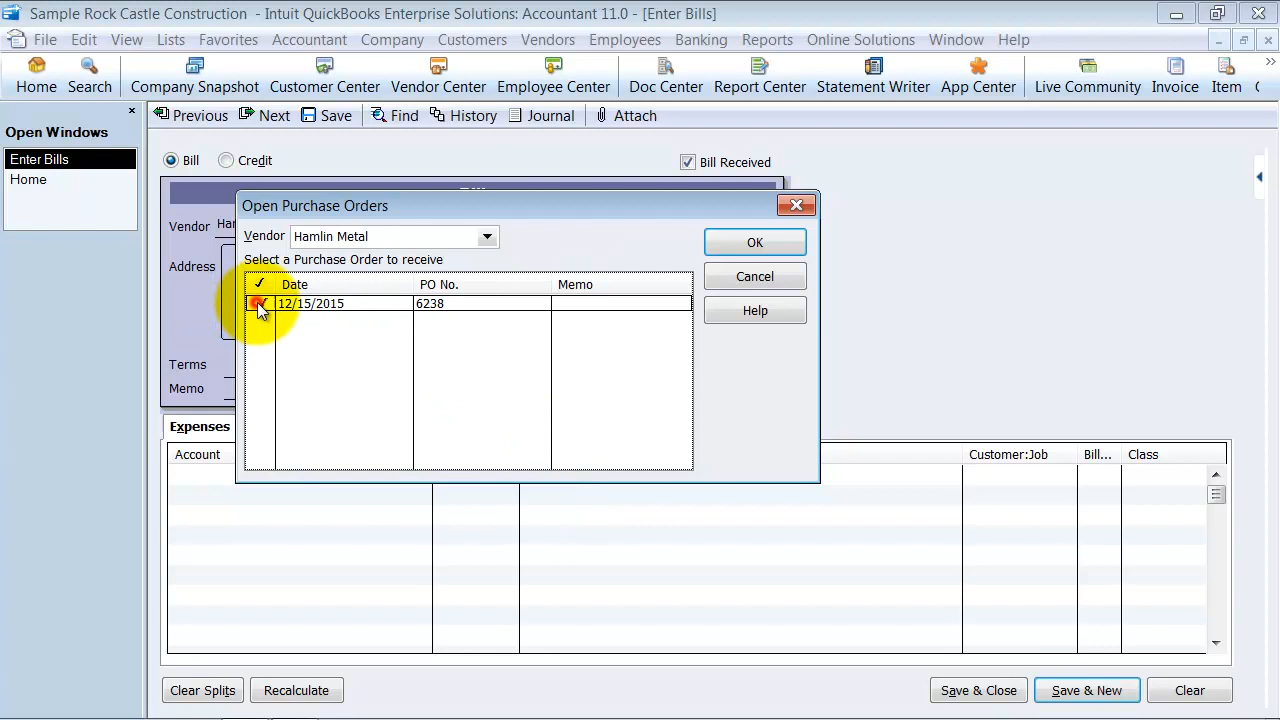 Sample Rock Castle Construction - Intuit QuickBooks Enterprise Solutions: Accountant 11.0 - [Enter Bills]
File Edit View Lists Favorites Accountant Company Customers Vendors Employees Banking Reports Online Solutions Window Help
Home Search Company Snapshot Customer Center Vendor Center Employee Center Doc Center Report Center Statement Writer App Center Live Community Invoice Item
Open Windows
Enter Bills
Home
Previous Next Save Find History Journal Attach
Bill Credit Bill Received
Vendor
Address
Terms
Memo
Open Purchase Orders
Vendor Hamlin Metal
Select a Purchase Order to receive
Date PO No. Memo
12/15/2015 6238
OK
Cancel
Help
Expenses
Account Customer:Job Bill... Class
Clear Splits Recalculate Save & Close Save & New Clear